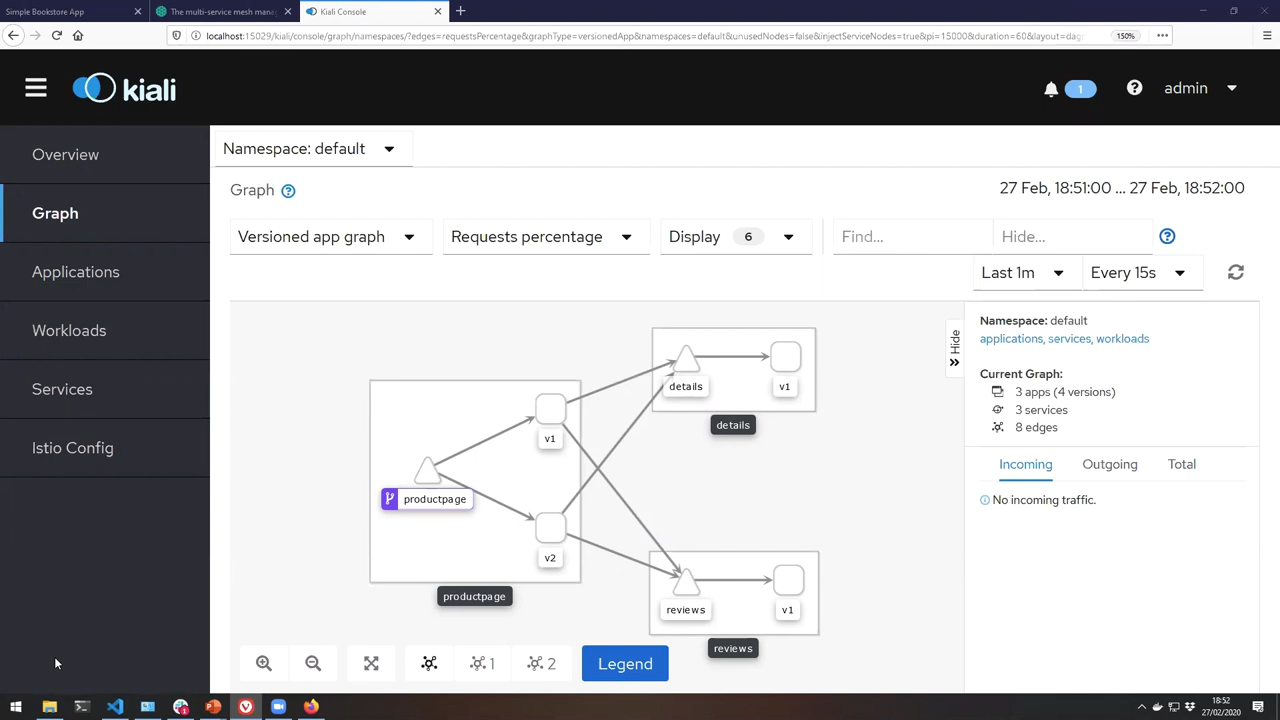 Simple Bookstore App
The multi-service mesh mana
Kiali Console
localhost:15029/kiali/console/graph/namespaces/?edges=requestsPercentage&graphType=versionedApp&namespaces=default&unusedNodes=false&injectServiceNodes=true&pi=15000&duration=60&layout=dag
150%
kiali
1
admin
Overview
Graph
Applications
Workloads
Services
Istio Config
Namespace: default
Graph
27 Feb, 18:51:00 ... 27 Feb, 18:52:00
Versioned app graph
Requests percentage
Display 6
Find...
Hide...
Last 1m
Every 15s
details
v1
details
v1
productpage
v2
productpage
reviews
v1
reviews
1
2
Legend
Hide
Namespace: default
applications, services, workloads
Current Graph:
3 apps (4 versions)
3 services
8 edges
Incoming
Outgoing
Total
No incoming traffic.
18:52
27/02/2020